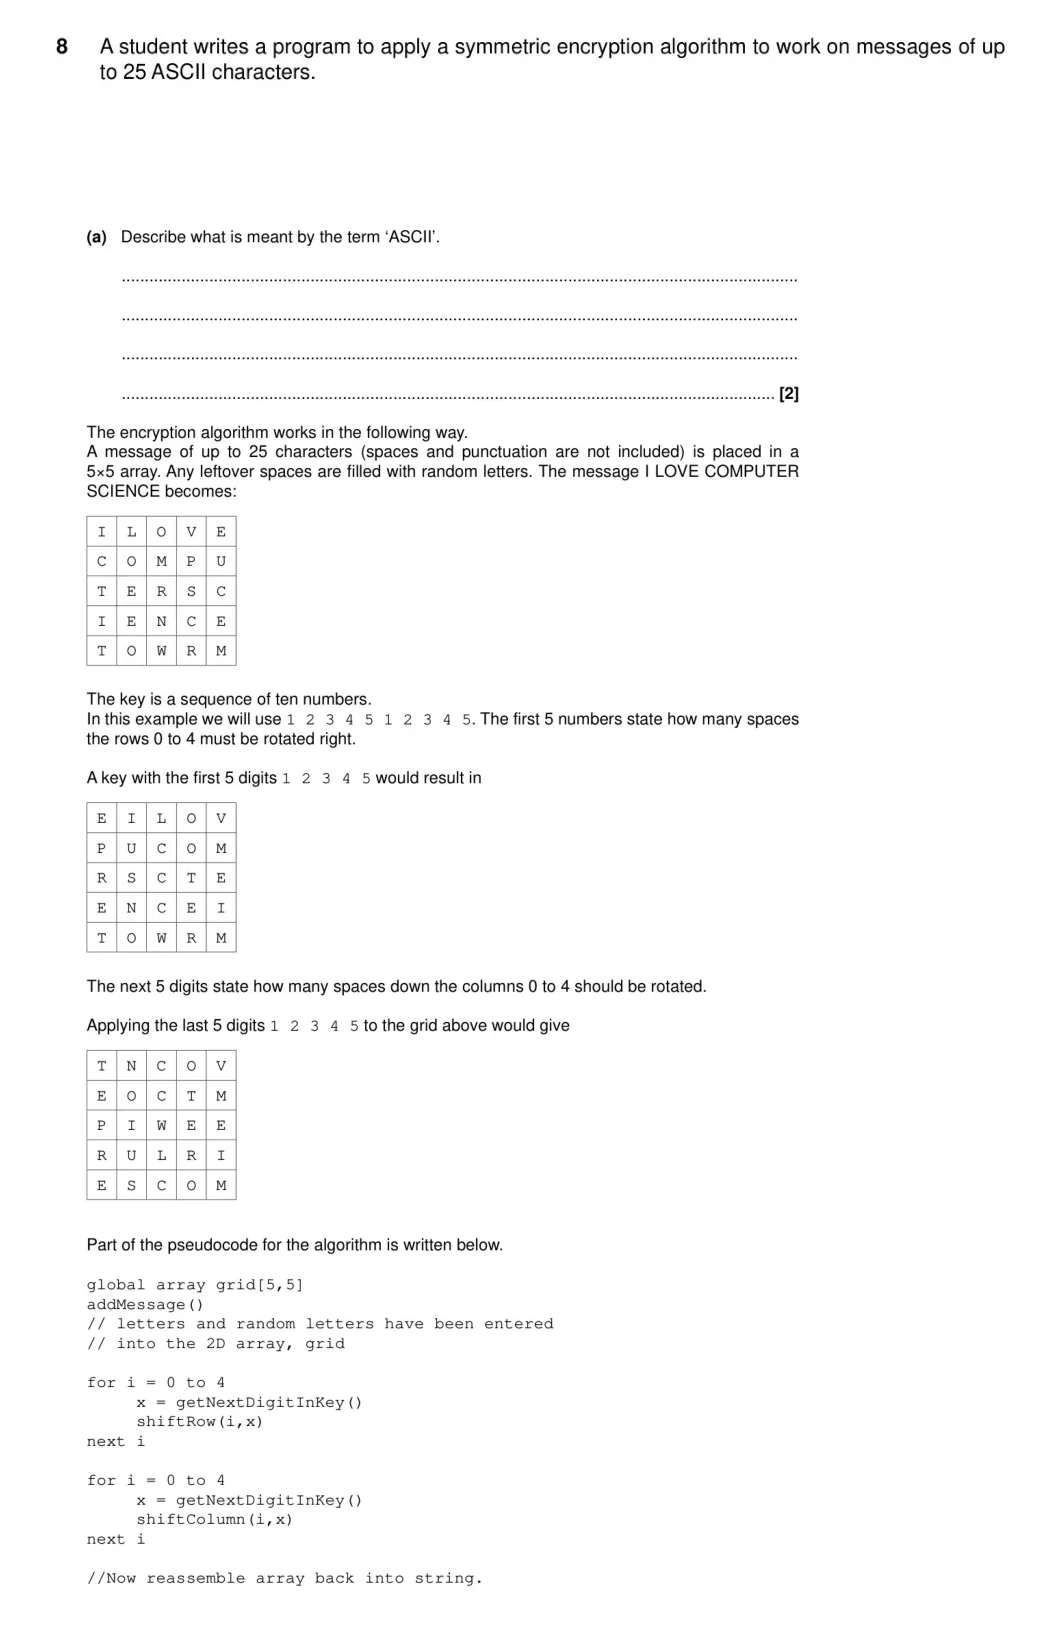 8 A student writes a program to apply a symmetric encryption algorithm to work on messages of up
to 25 ASCII characters.
(a) Describe what is meant by the term ‘ASCII’.
..........................................................................................
..........................................................................................
..........................................................................................
.......................................................................................... [2]
The encryption algorithm works in the following way.
A message of up to 25 characters (spaces and punctuation are not included) is placed in a
5×5 array. Any leftover spaces are filled with random letters. The message I LOVE COMPUTER
SCIENCE becomes:
I L O V E
C O M P U
T E R S C
I E N C E
T O W R M
The key is a sequence of ten numbers.
In this example we will use 1 2 3 4 5 1 2 3 4 5. The first 5 numbers state how many spaces
the rows 0 to 4 must be rotated right.
A key with the first 5 digits 1 2 3 4 5 would result in
E I L O V
P U C O M
R S C T E
E N C E I
T O W R M
The next 5 digits state how many spaces down the columns 0 to 4 should be rotated.
Applying the last 5 digits 1 2 3 4 5 to the grid above would give
T N C O V
E O C T M
P I W E E
R U L R I
E S C O M
Part of the pseudocode for the algorithm is written below.
global array grid[5,5]
addMessage()
// letters and random letters have been entered
// into the 2D array, grid
for i = 0 to 4
x = getNextDigitInKey()
shiftRow(i,x)
next i
for i = 0 to 4
x = getNextDigitInKey()
shiftColumn(i,x)
next i
//Now reassemble array back into string.